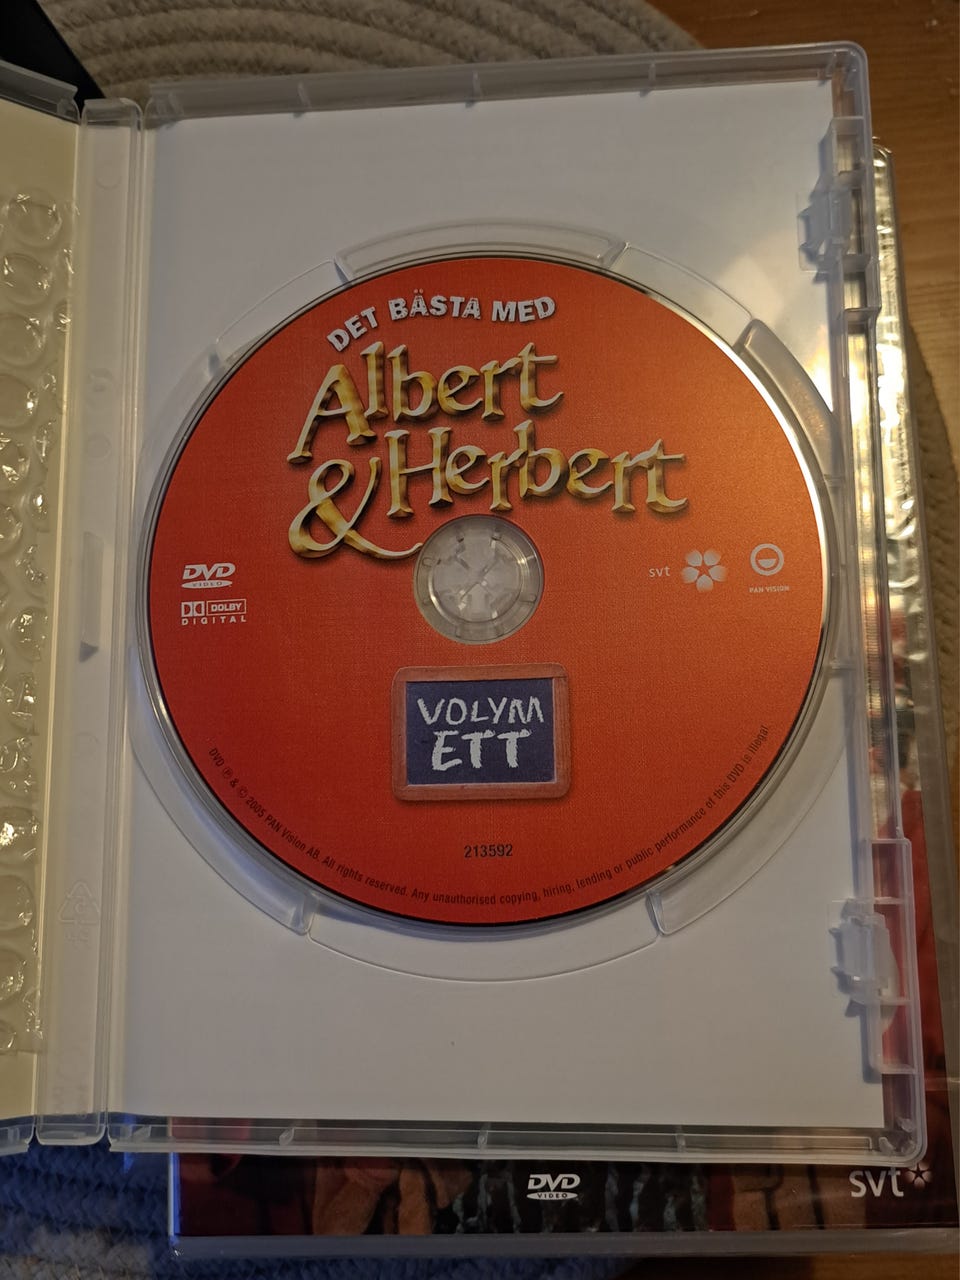 DET BÄSTA MED
Albert
& Herbert
DVD
VIDEO
DOLBY
DIGITAL
svt
PAN VISION
VOLYM
ETT
213592
DVD ℗ & © 2005 PAN Vision AB. All rights reserved. Any unauthorised copying, hiring, lending or public performance of this DVD is illegal
DVD
VIDEO
svt